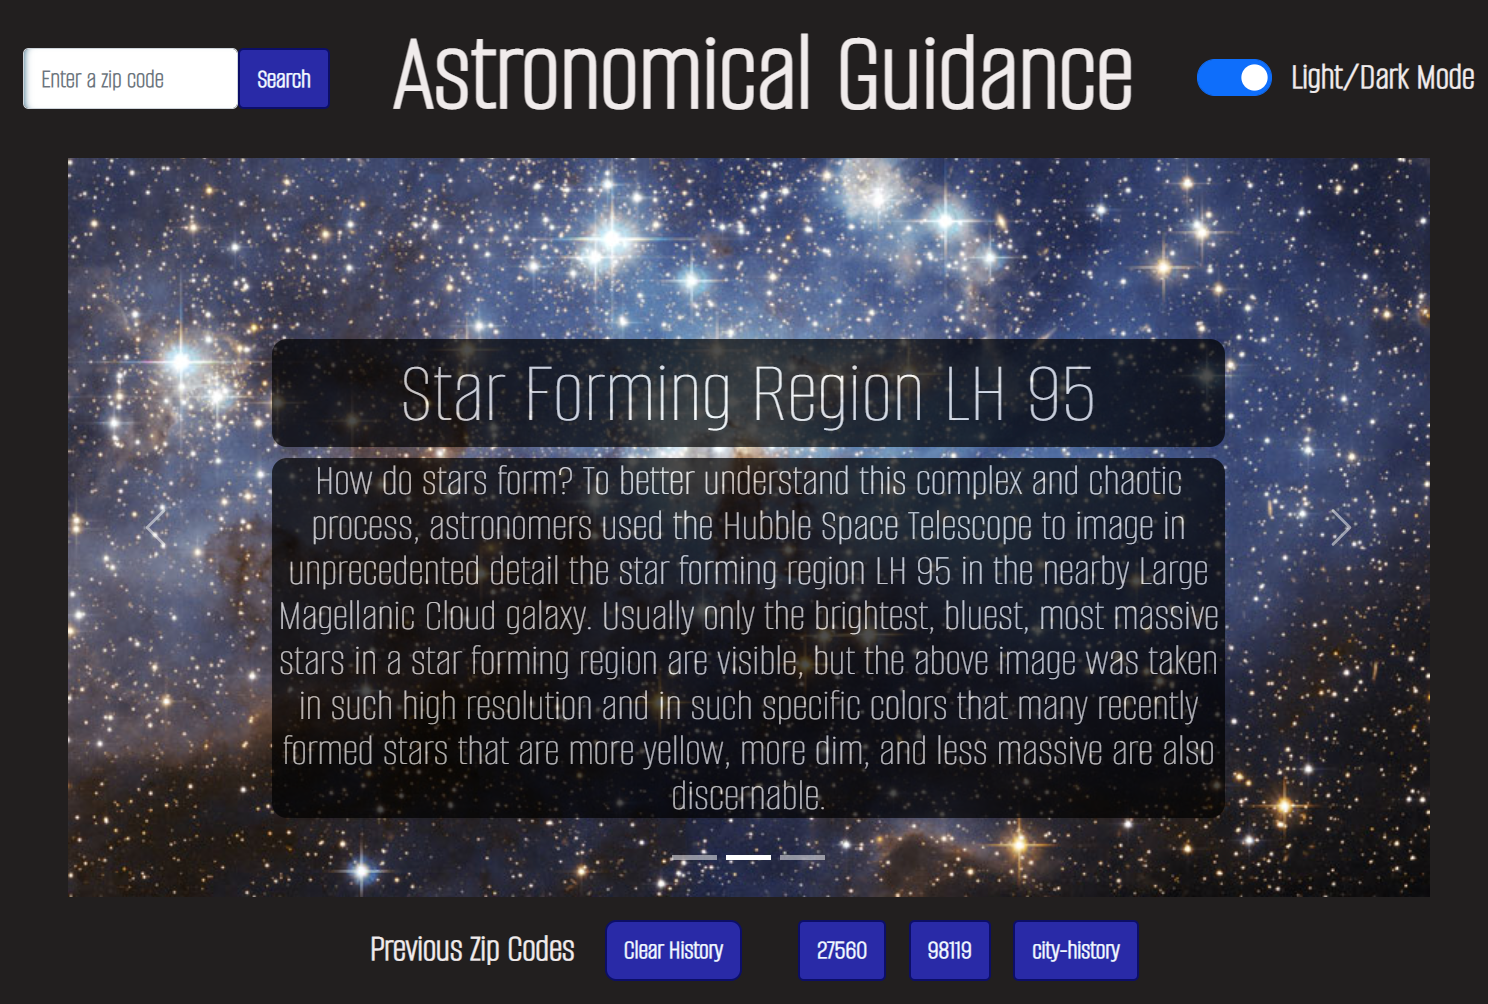 Enter a zip code
Search
Astronomical Guidance
Light/Dark Mode
Star Forming Region LH 95
How do stars form? To better understand this complex and chaotic
process, astronomers used the Hubble Space Telescope to image in
unprecedented detail the star forming region LH 95 in the nearby Large
Magellanic Cloud galaxy. Usually only the brightest, bluest, most massive
stars in a star forming region are visible, but the above image was taken
in such high resolution and in such specific colors that many recently
formed stars that are more yellow, more dim, and less massive are also
discernable.
Previous Zip Codes
Clear History
27560
98119
city-history